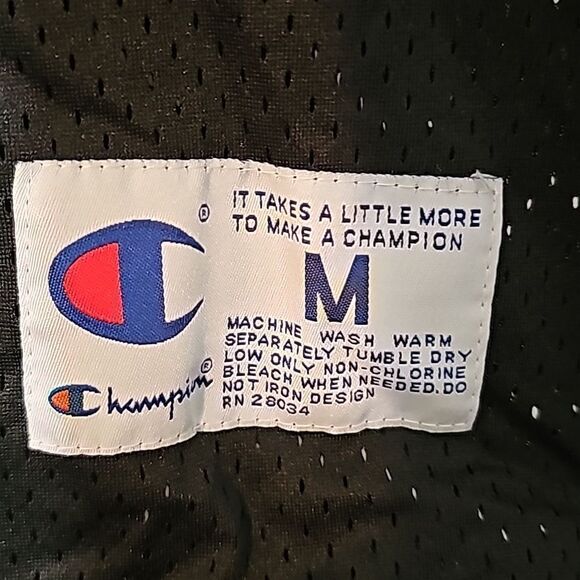 ®
IT TAKES A LITTLE MORE
TO MAKE A CHAMPION
M
MACHINE WASH WARM
SEPARATELY TUMBLE DRY
LOW ONLY NON-CHLORINE
BLEACH WHEN NEEDED.DO
NOT IRON DESIGN
RN 28034
Champion®